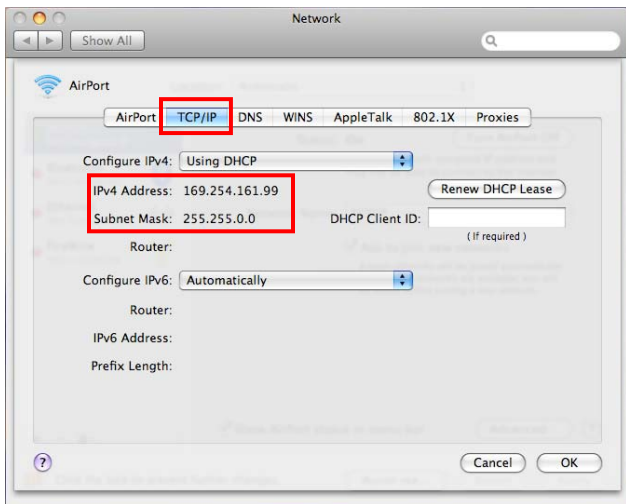 Network
Show All
AirPort
AirPort TCP/IP DNS WINS AppleTalk 802.1X Proxies
Configure IPv4: Using DHCP
IPv4 Address: 169.254.161.99 Renew DHCP Lease
Subnet Mask: 255.255.0.0 DHCP Client ID:
( If required )
Router:
Configure IPv6: Automatically
Router:
IPv6 Address:
Prefix Length:
? Cancel OK